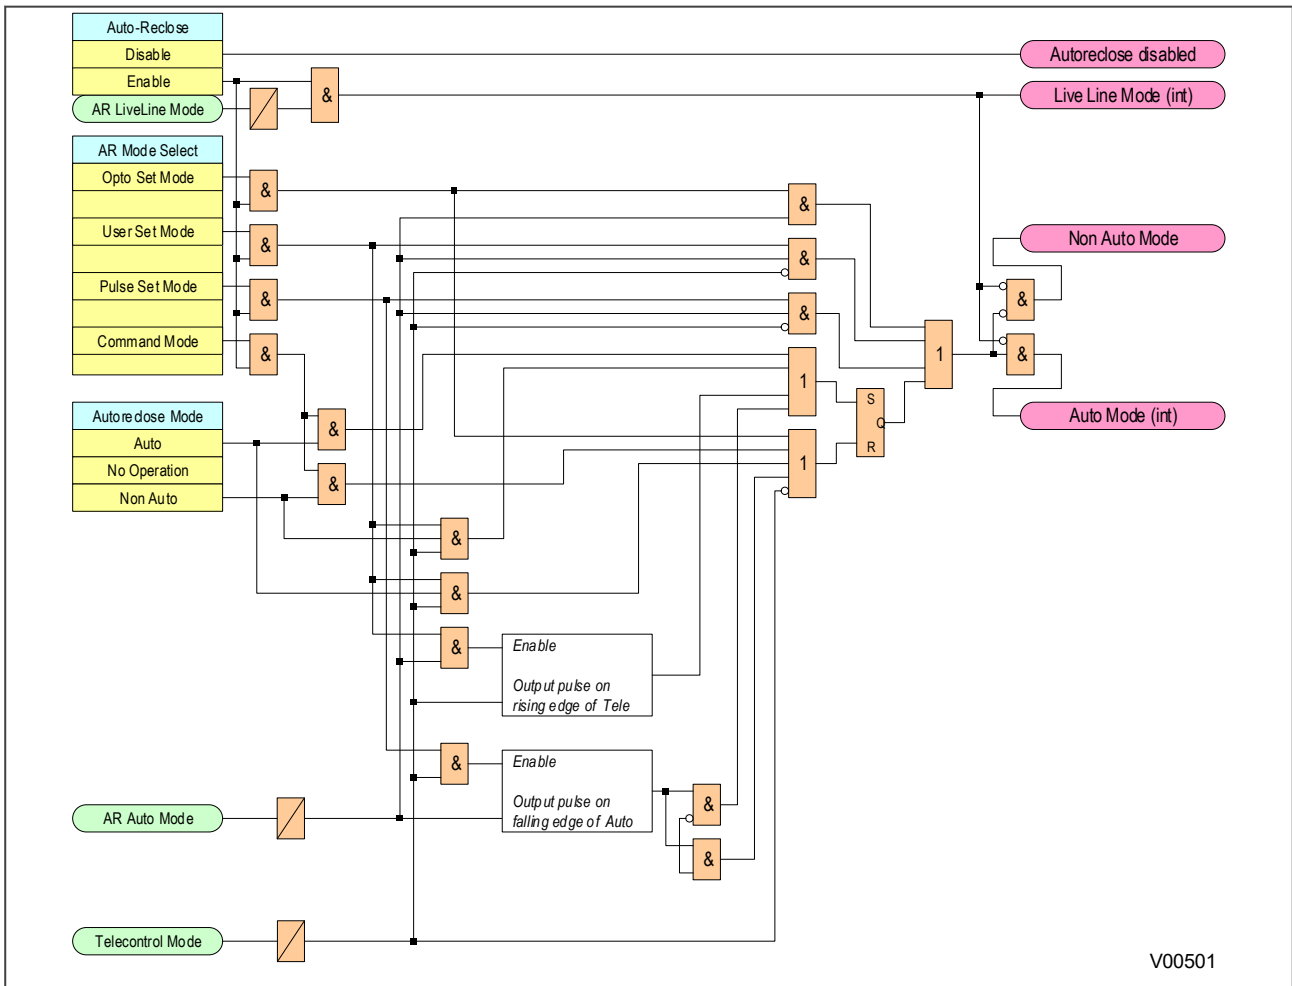 Auto-Reclose
Disable
Enable
AR LiveLine Mode
&
Autoreclose disabled
Live Line Mode (int)
AR Mode Select
Opto Set Mode
&
&
User Set Mode
&
&
Non Auto Mode
Pulse Set Mode
&
&
&
Command Mode
&
1
&
1
Autoreclose Mode
Auto
No Operation
Non Auto
&
&
1
S
Q
R
Auto Mode (int)
&
&
&
Enable
Output pulse on
rising edge of Tele
&
Enable
Output pulse on
falling edge of Auto
&
&
AR Auto Mode
Telecontrol Mode
V00501